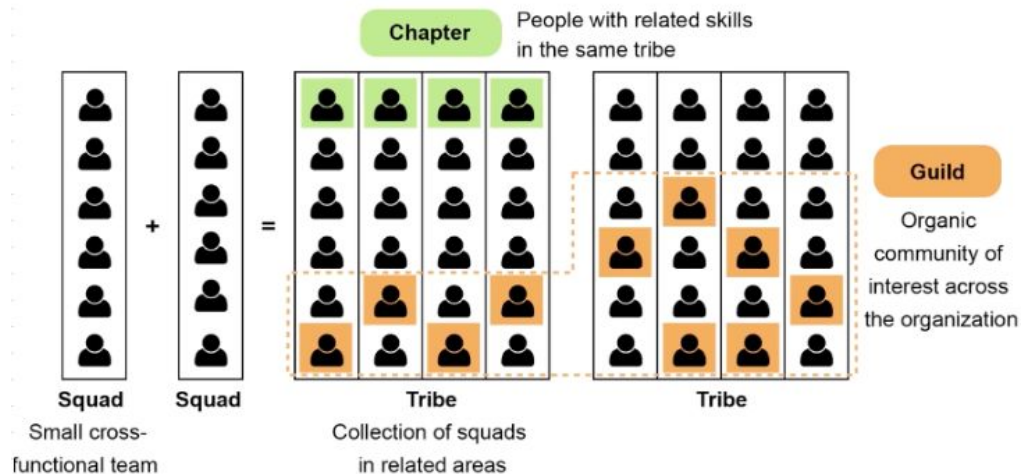 Chapter
People with related skills
in the same tribe
+
=
Guild
Organic
community of
interest across
the organization
Squad
Squad
Tribe
Tribe
Small cross-
functional team
Collection of squads
in related areas